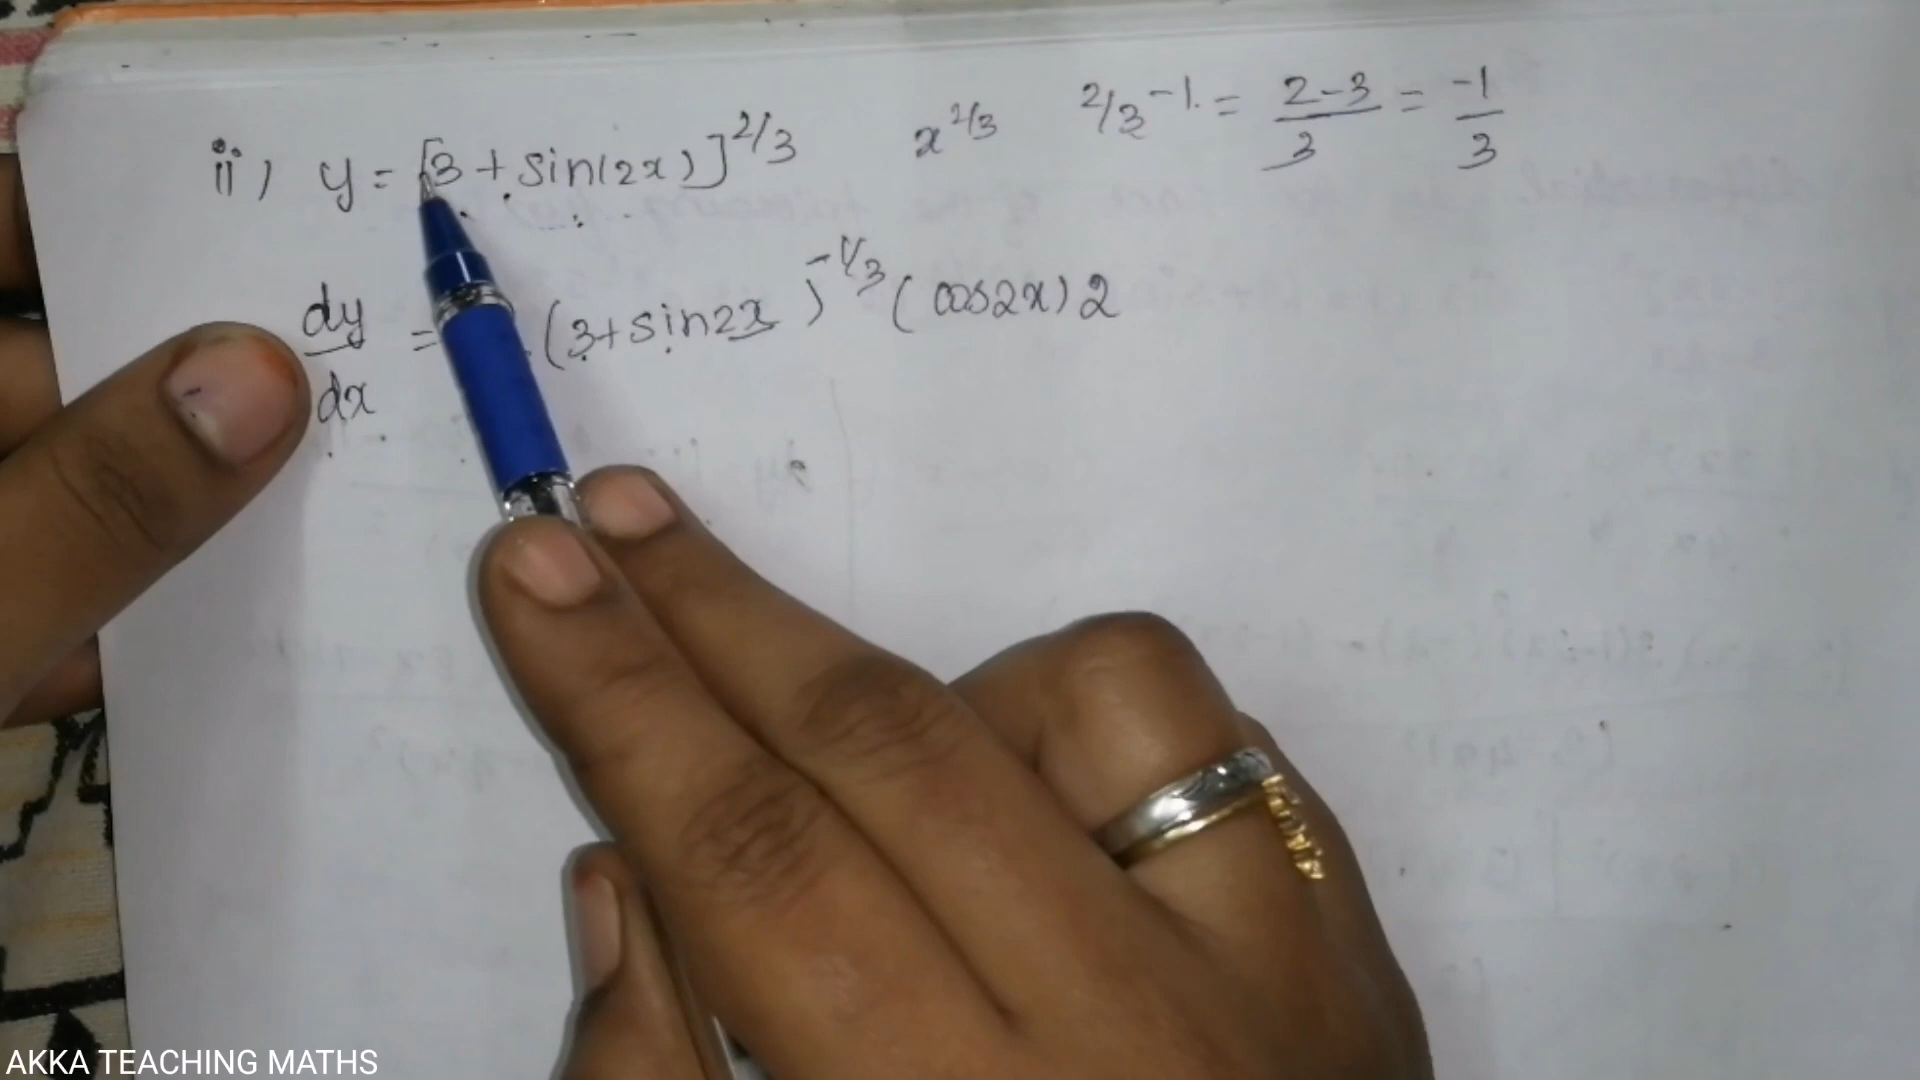 ii) y = [3 + sin(2x)]^2/3 x^2/3 2/3 -1. = 2-3/3 = -1/3
dy/dx = (3+sin2x)^-1/3 (cos2x) 2
AKKA TEACHING MATHS